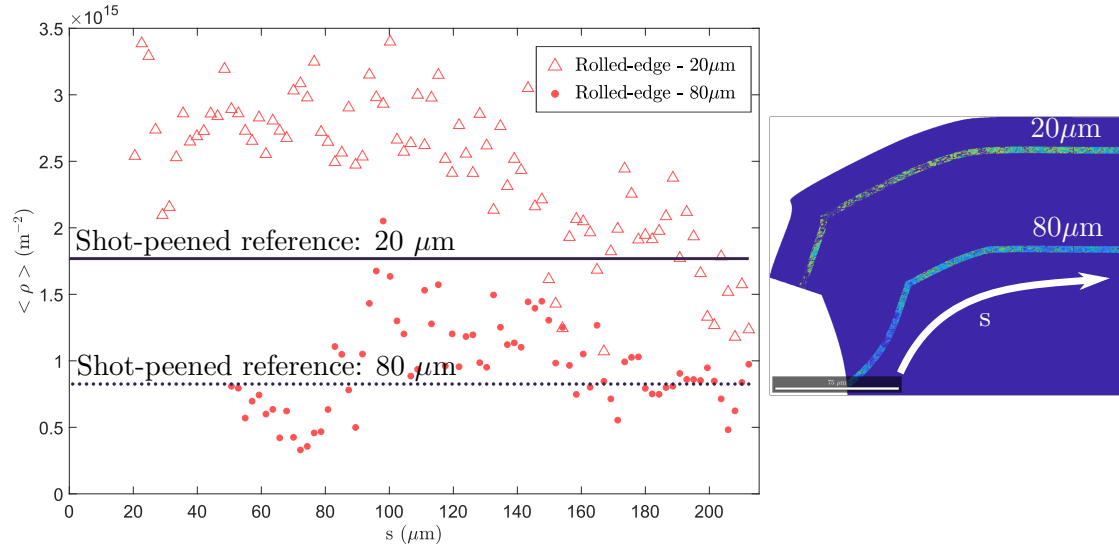 ×10^15
3.5
3
2.5
2
1.5
1
0.5
0
< ρ > (m^−2)
Rolled-edge - 20μm
Rolled-edge - 80μm
Shot-peened reference: 20 μm
Shot-peened reference: 80 μm
0 20 40 60 80 100 120 140 160 180 200
s (μm)
20μm
80μm
s
75 μm